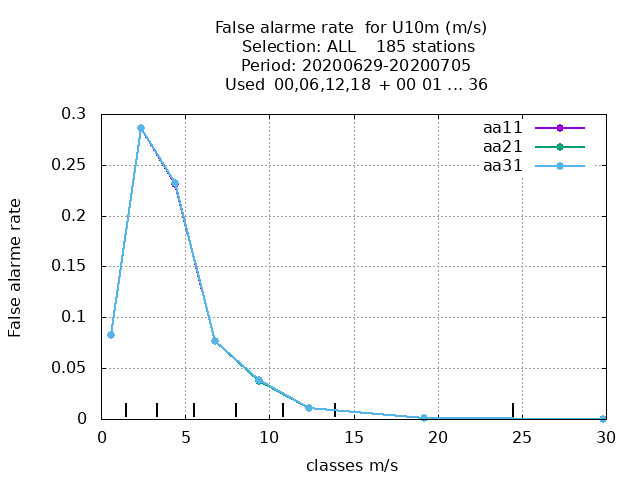 False alarme rate  for U10m (m/s)
Selection: ALL    185 stations
Period: 20200629-20200705
Used  00,06,12,18 + 00 01 ... 36
0.3
0.25
0.2
0.15
0.1
0.05
0
False alarme rate
aa11
aa21
aa31
0 5 10 15 20 25 30
classes m/s